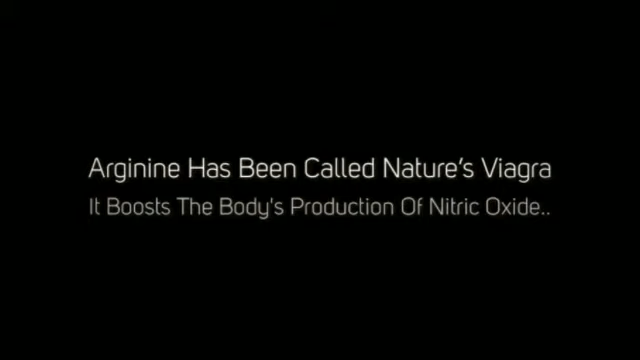 Arginine Has Been Called Nature's Viagra
It Boosts The Body's Production Of Nitric Oxide..